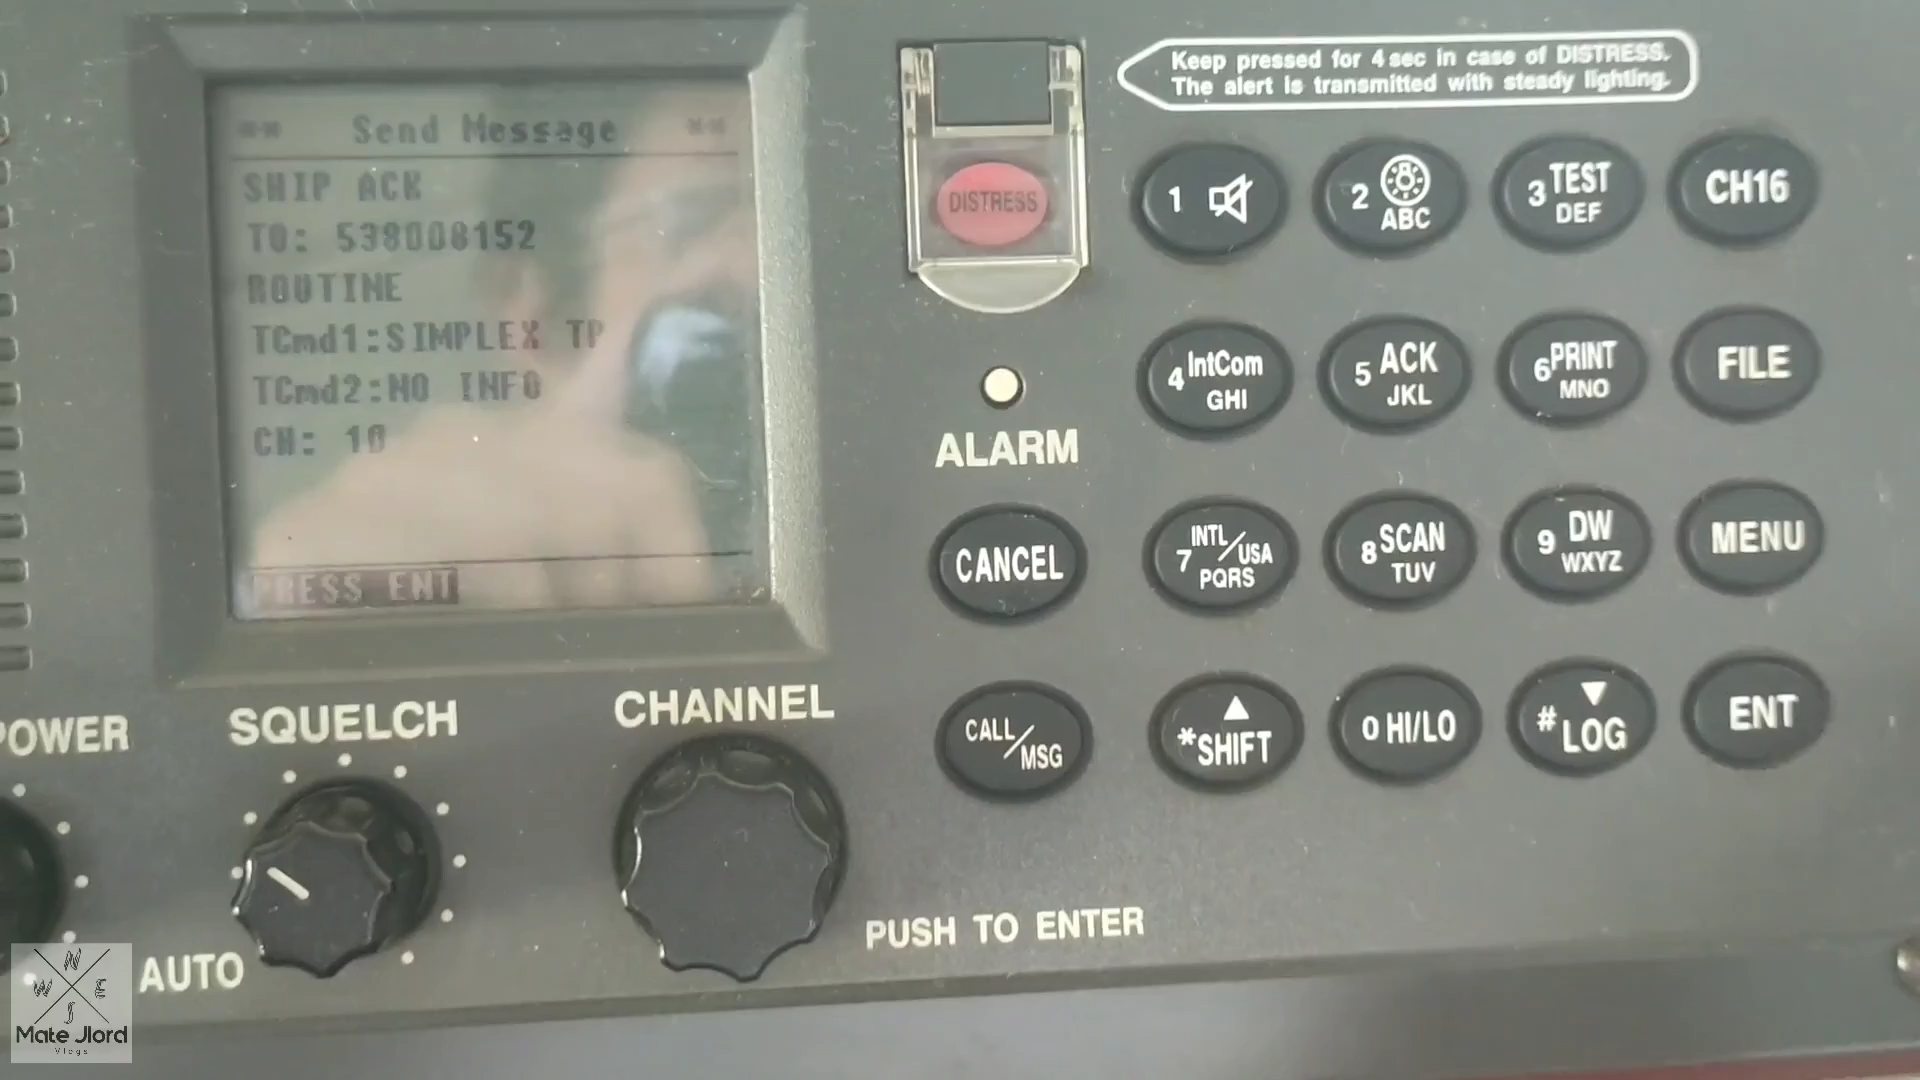 ** Send Message **
SHIP ACK
TO: 538008152
ROUTINE
TCmd1:SIMPLEX TP
TCmd2:NO INFO
CH: 10
PRESS ENT
DISTRESS
Keep pressed for 4 sec in case of DISTRESS.
The alert is transmitted with steady lighting.
1
2 ABC
3 TEST DEF
CH16
ALARM
4 IntCom GHI
5 ACK JKL
6 PRINT MNO
FILE
CANCEL
7 INTL/USA PQRS
8 SCAN TUV
9 DW WXYZ
MENU
CALL/MSG
*SHIFT
0 HI/LO
# LOG
ENT
POWER
SQUELCH
CHANNEL
AUTO
PUSH TO ENTER
N
W E
S
Mate Jlord
Vlogs